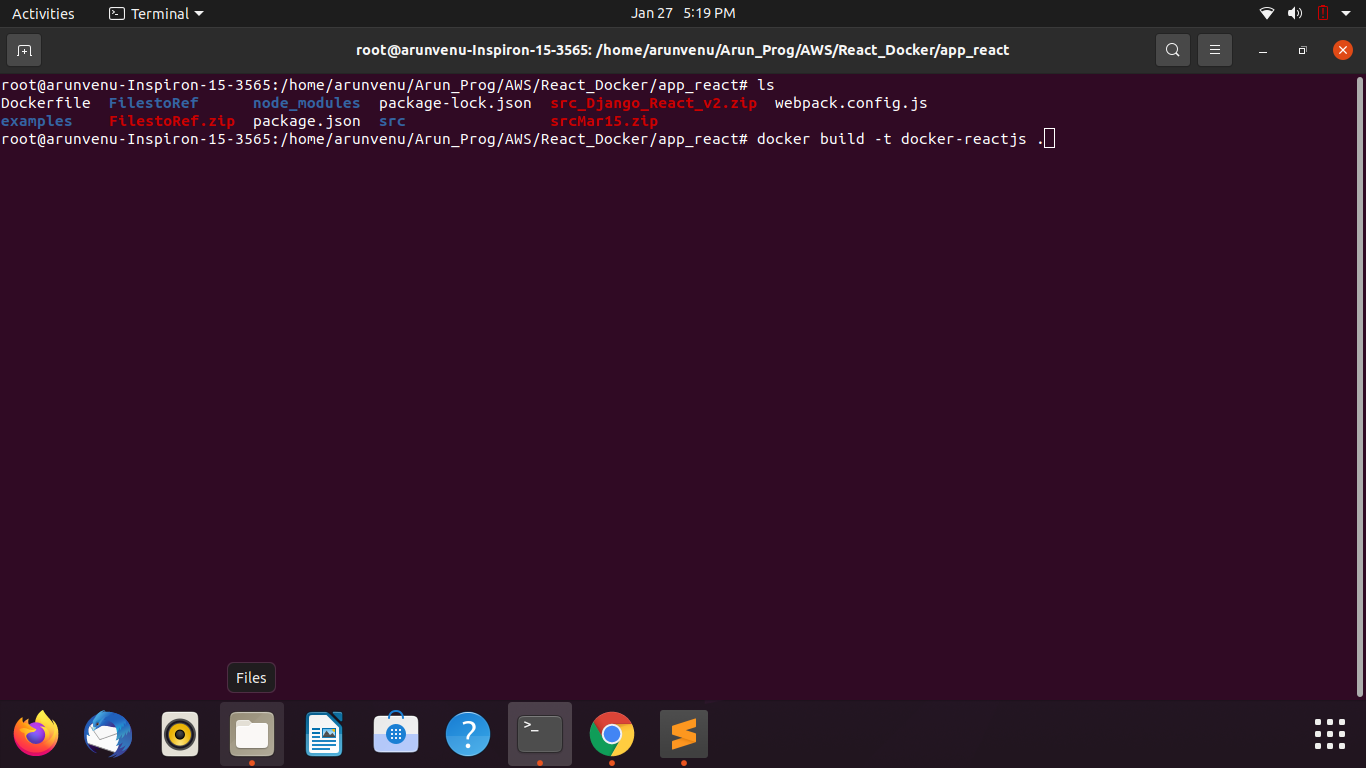 Activities Terminal Jan 27 5:19 PM
root@arunvenu-Inspiron-15-3565: /home/arunvenu/Arun_Prog/AWS/React_Docker/app_react
root@arunvenu-Inspiron-15-3565:/home/arunvenu/Arun_Prog/AWS/React_Docker/app_react# ls
Dockerfile FilestoRef node_modules package-lock.json src_Django_React_v2.zip webpack.config.js
examples FilestoRef.zip package.json src srcMar15.zip
root@arunvenu-Inspiron-15-3565:/home/arunvenu/Arun_Prog/AWS/React_Docker/app_react# docker build -t docker-reactjs .
Files